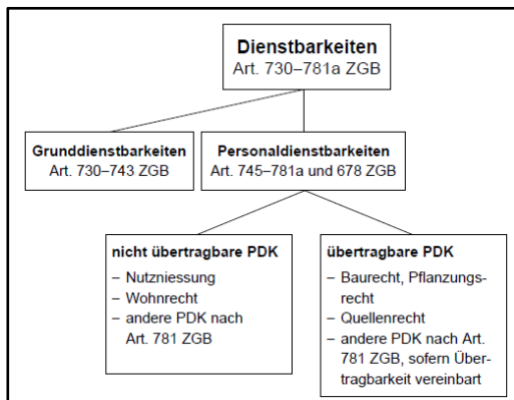 Dienstbarkeiten
Art. 730–781a ZGB
Grunddienstbarkeiten
Art. 730–743 ZGB
Personaldienstbarkeiten
Art. 745–781a und 678 ZGB
nicht übertragbare PDK
– Nutzniessung
– Wohnrecht
– andere PDK nach
Art. 781 ZGB
übertragbare PDK
– Baurecht, Pflanzungs-
recht
– Quellenrecht
– andere PDK nach Art.
781 ZGB, sofern Über-
tragbarkeit vereinbart